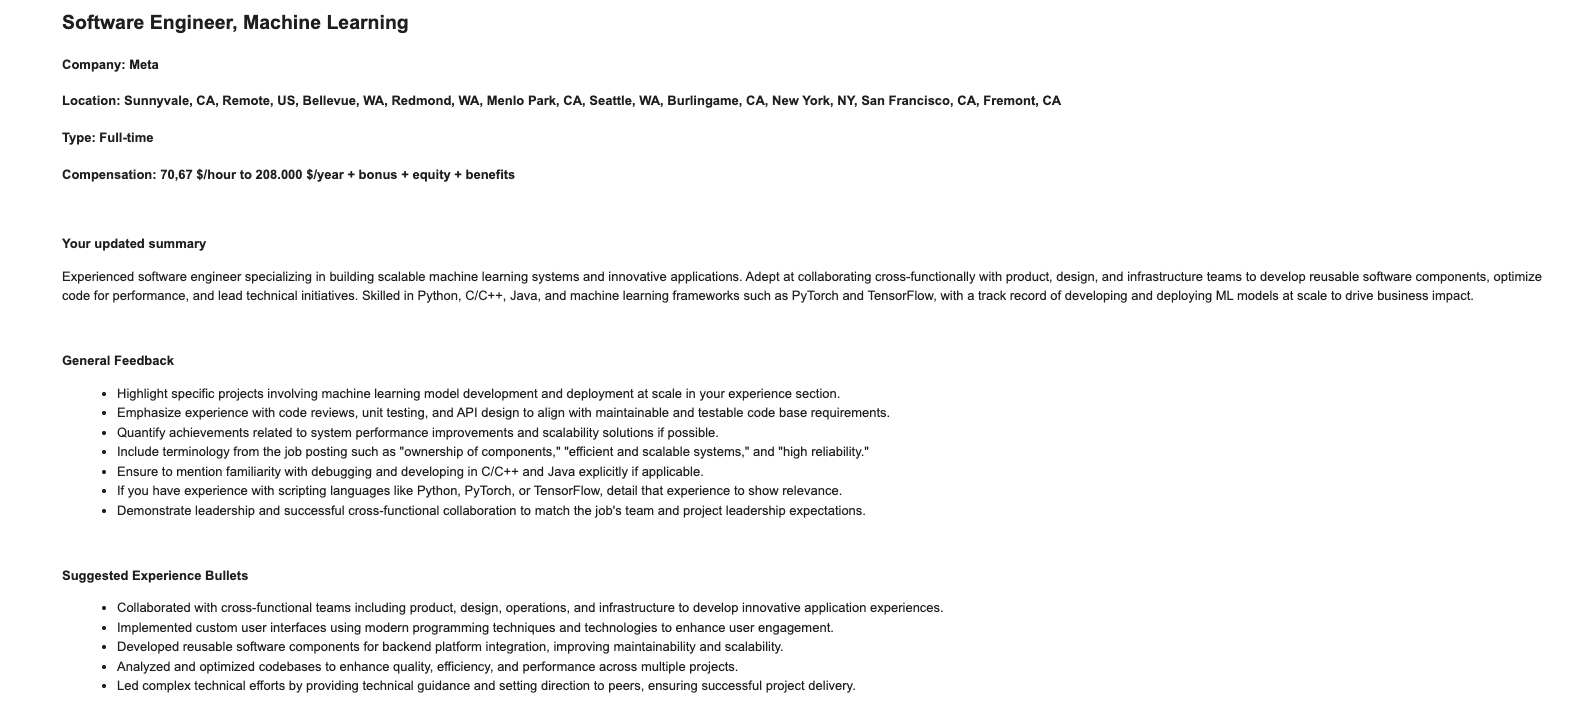 Software Engineer, Machine Learning
Company: Meta
Location: Sunnyvale, CA, Remote, US, Bellevue, WA, Redmond, WA, Menlo Park, CA, Seattle, WA, Burlingame, CA, New York, NY, San Francisco, CA, Fremont, CA
Type: Full-time
Compensation: 70,67 $/hour to 208.000 $/year + bonus + equity + benefits
Your updated summary
Experienced software engineer specializing in building scalable machine learning systems and innovative applications. Adept at collaborating cross-functionally with product, design, and infrastructure teams to develop reusable software components, optimize
code for performance, and lead technical initiatives. Skilled in Python, C/C++, Java, and machine learning frameworks such as PyTorch and TensorFlow, with a track record of developing and deploying ML models at scale to drive business impact.
General Feedback
• Highlight specific projects involving machine learning model development and deployment at scale in your experience section.
• Emphasize experience with code reviews, unit testing, and API design to align with maintainable and testable code base requirements.
• Quantify achievements related to system performance improvements and scalability solutions if possible.
• Include terminology from the job posting such as "ownership of components," "efficient and scalable systems," and "high reliability."
• Ensure to mention familiarity with debugging and developing in C/C++ and Java explicitly if applicable.
• If you have experience with scripting languages like Python, PyTorch, or TensorFlow, detail that experience to show relevance.
• Demonstrate leadership and successful cross-functional collaboration to match the job's team and project leadership expectations.
Suggested Experience Bullets
• Collaborated with cross-functional teams including product, design, operations, and infrastructure to develop innovative application experiences.
• Implemented custom user interfaces using modern programming techniques and technologies to enhance user engagement.
• Developed reusable software components for backend platform integration, improving maintainability and scalability.
• Analyzed and optimized codebases to enhance quality, efficiency, and performance across multiple projects.
• Led complex technical efforts by providing technical guidance and setting direction to peers, ensuring successful project delivery.